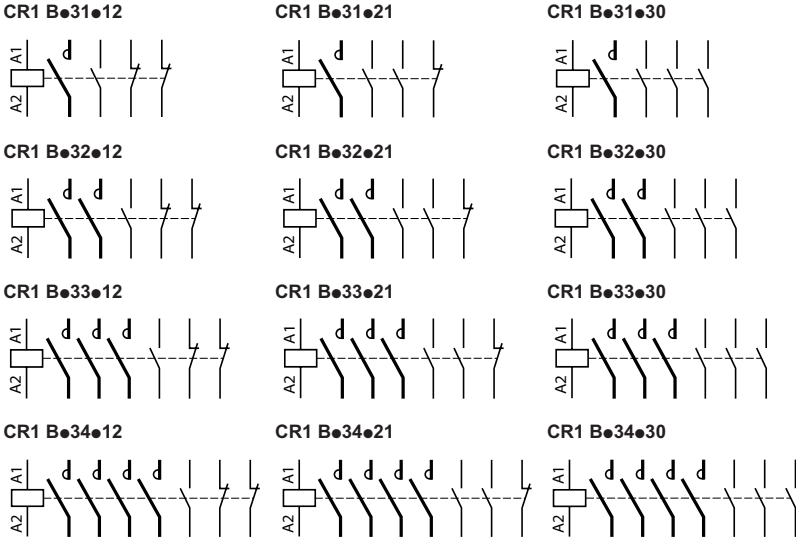 CR1 B●31●12 CR1 B●31●21 CR1 B●31●30
A1 A1 A1
A2 A2 A2
CR1 B●32●12 CR1 B●32●21 CR1 B●32●30
A1 A1 A1
A2 A2 A2
CR1 B●33●12 CR1 B●33●21 CR1 B●33●30
A1 A1 A1
A2 A2 A2
CR1 B●34●12 CR1 B●34●21 CR1 B●34●30
A1 A1 A1
A2 A2 A2